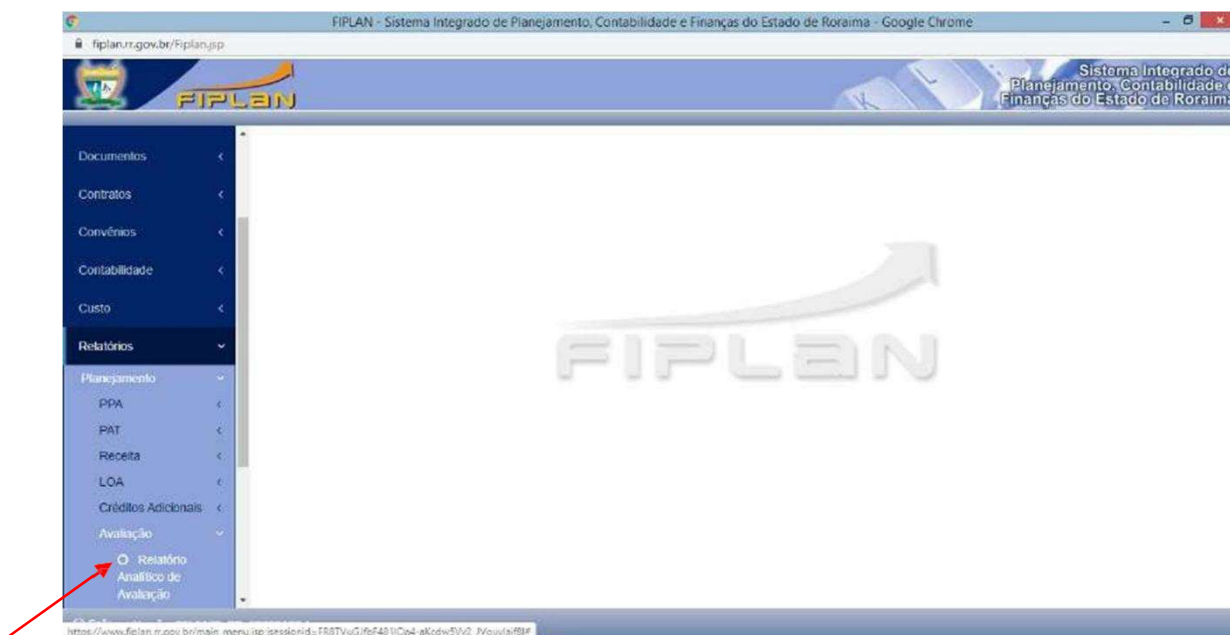 FIPLAN - Sistema Integrado de Planejamento, Contabilidade e Finanças do Estado de Roraima - Google Chrome
fiplan.rr.gov.br/Fiplan.jsp
FIPLAN
Sistema Integrado de
Planejamento, Contabilidade e
Finanças do Estado de Roraima
Documentos
Contratos
Convênios
Contabilidade
Custo
Relatórios
Planejamento
PPA
PAT
Receita
LOA
Créditos Adicionais
Avaliação
Relatório
Analítico de
Avaliação
FIPLAN